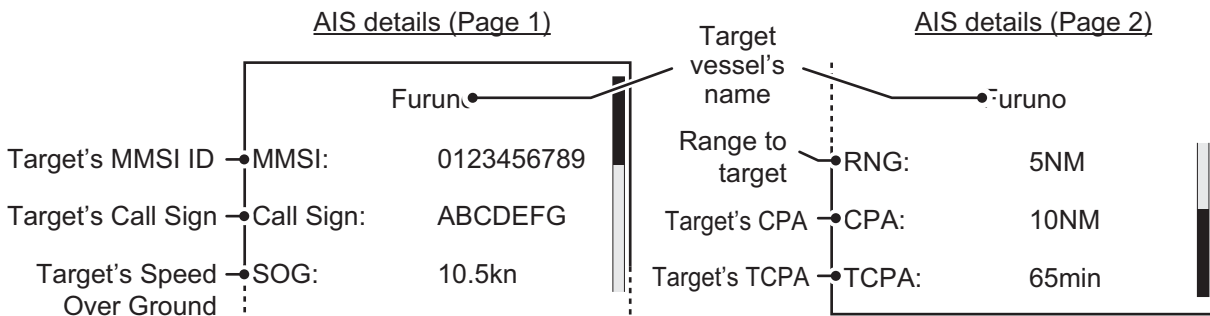 AIS details (Page 1)
Furuno
Target's MMSI ID
MMSI: 0123456789
Target's Call Sign
Call Sign: ABCDEFG
Target's Speed
Over Ground
SOG: 10.5kn
Target
vessel's
name
AIS details (Page 2)
Furuno
Range to
target
RNG: 5NM
Target's CPA
CPA: 10NM
Target's TCPA
TCPA: 65min